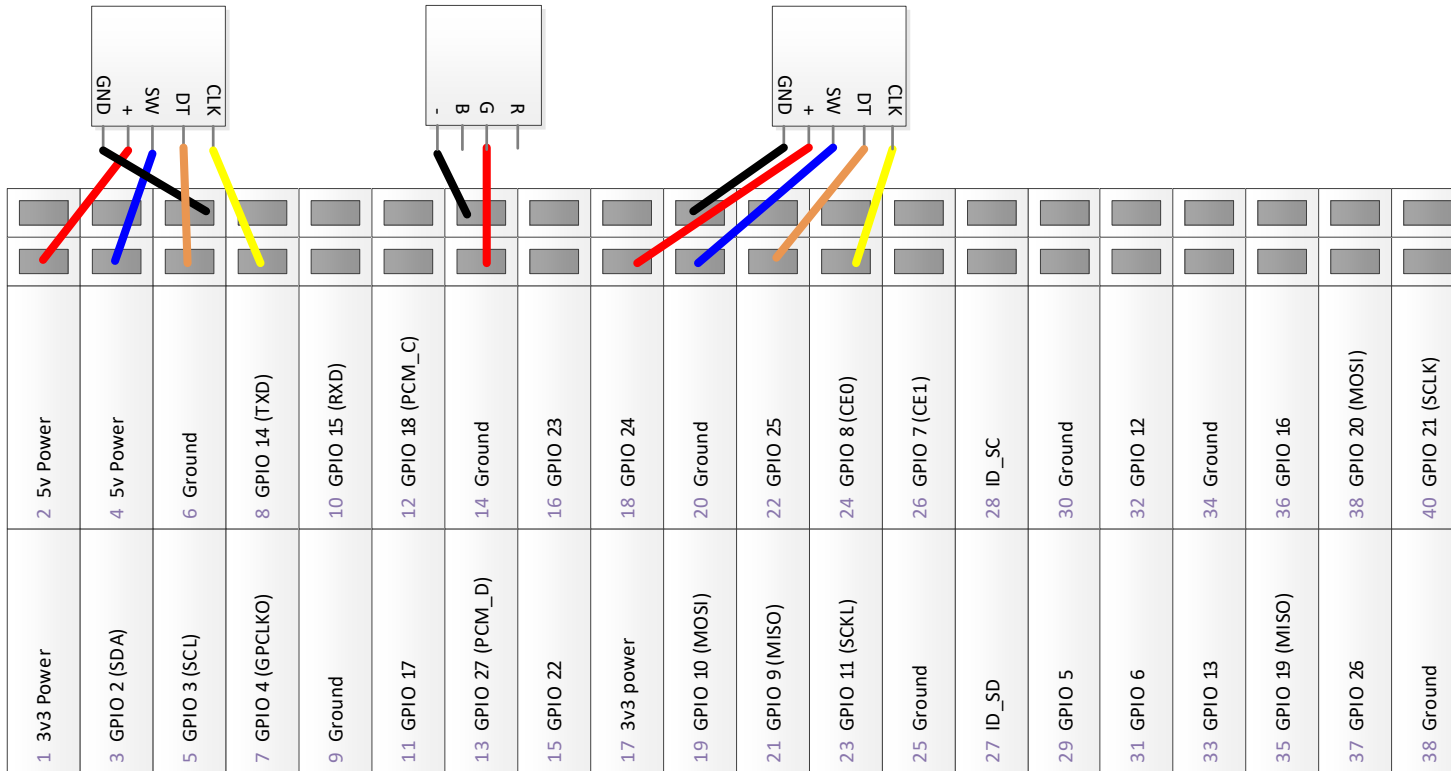 GND
+
SW
DT
CLK
-
B
G
R
GND
+
SW
DT
CLK
2 5v Power
4 5v Power
6 Ground
8 GPIO 14 (TXD)
10 GPIO 15 (RXD)
12 GPIO 18 (PCM_C)
14 Ground
16 GPIO 23
18 GPIO 24
20 Ground
22 GPIO 25
24 GPIO 8 (CE0)
26 GPIO 7 (CE1)
28 ID_SC
30 Ground
32 GPIO 12
34 Ground
36 GPIO 16
38 GPIO 20 (MOSI)
40 GPIO 21 (SCLK)
1 3v3 Power
3 GPIO 2 (SDA)
5 GPIO 3 (SCL)
7 GPIO 4 (GPCLKO)
9 Ground
11 GPIO 17
13 GPIO 27 (PCM_D)
15 GPIO 22
17 3v3 power
19 GPIO 10 (MOSI)
21 GPIO 9 (MISO)
23 GPIO 11 (SCKL)
25 Ground
27 ID_SD
29 GPIO 5
31 GPIO 6
33 GPIO 13
35 GPIO 19 (MISO)
37 GPIO 26
38 Ground